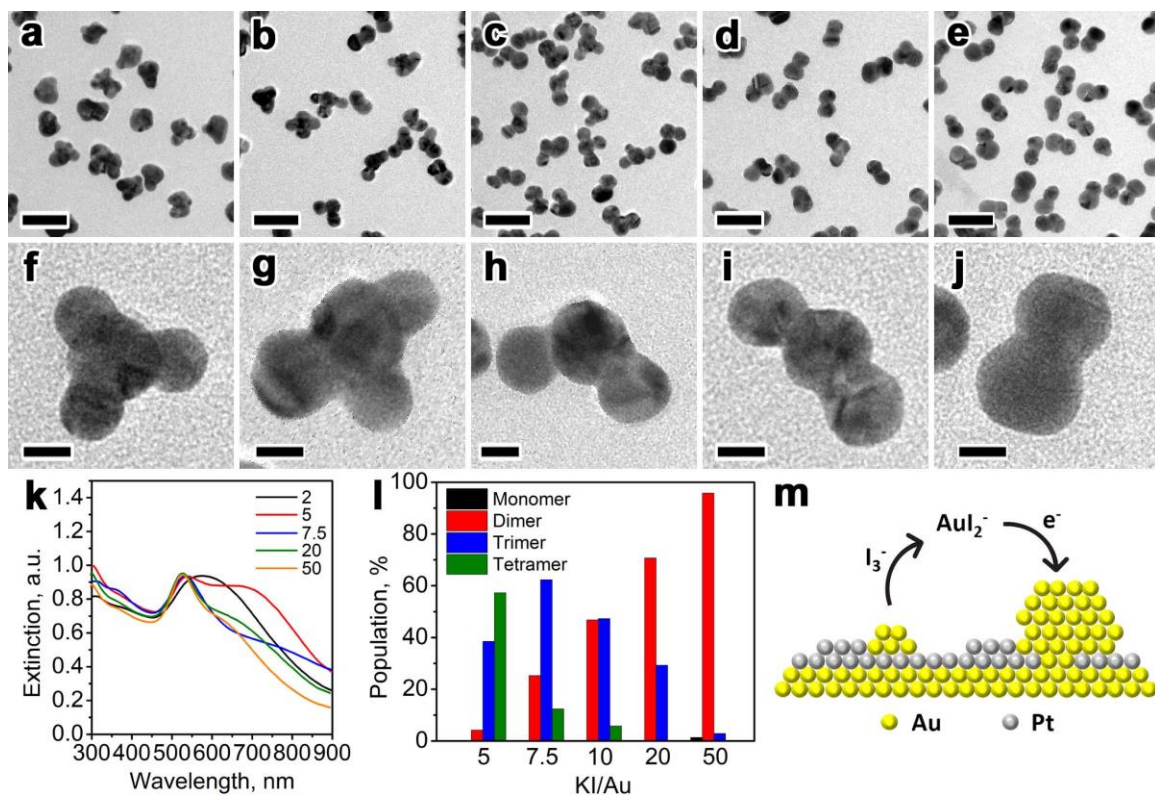 a b c d e
f g h i j
k
1.4
1.2
1.0
0.8
0.6
0.4
0.2
0.0
Extinction, a.u.
2
5
7.5
20
50
300 400 500 600 700 800 900
Wavelength, nm
l
100
80
60
40
20
0
Population, %
Monomer
Dimer
Trimer
Tetramer
5 7.5 10 20 50
KI/Au
m
AuI₂⁻
e⁻
I₃⁻
Au Pt